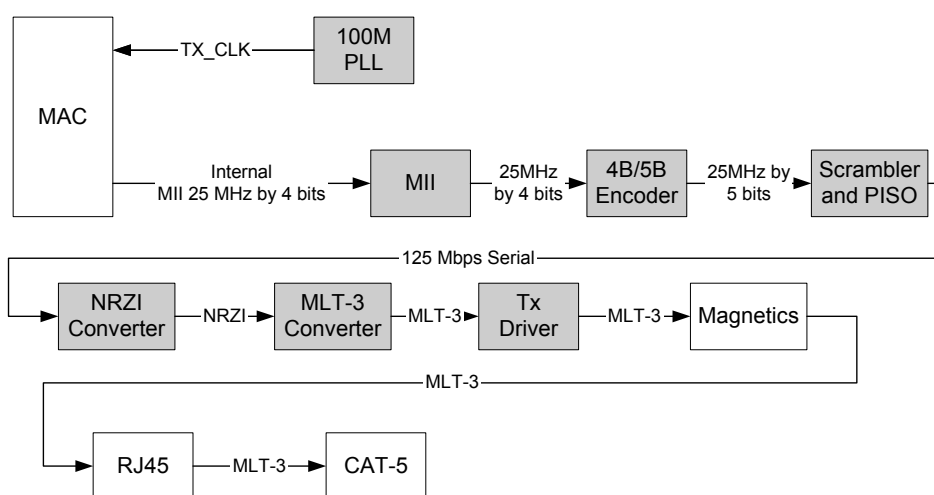 100M
PLL
TX_CLK
MAC
Internal
MII 25 MHz by 4 bits
MII
25MHz
by 4 bits
4B/5B
Encoder
25MHz by
5 bits
Scrambler
and PISO
125 Mbps Serial
NRZI
Converter
NRZI
MLT-3
Converter
MLT-3
Tx
Driver
MLT-3
Magnetics
MLT-3
RJ45
MLT-3
CAT-5